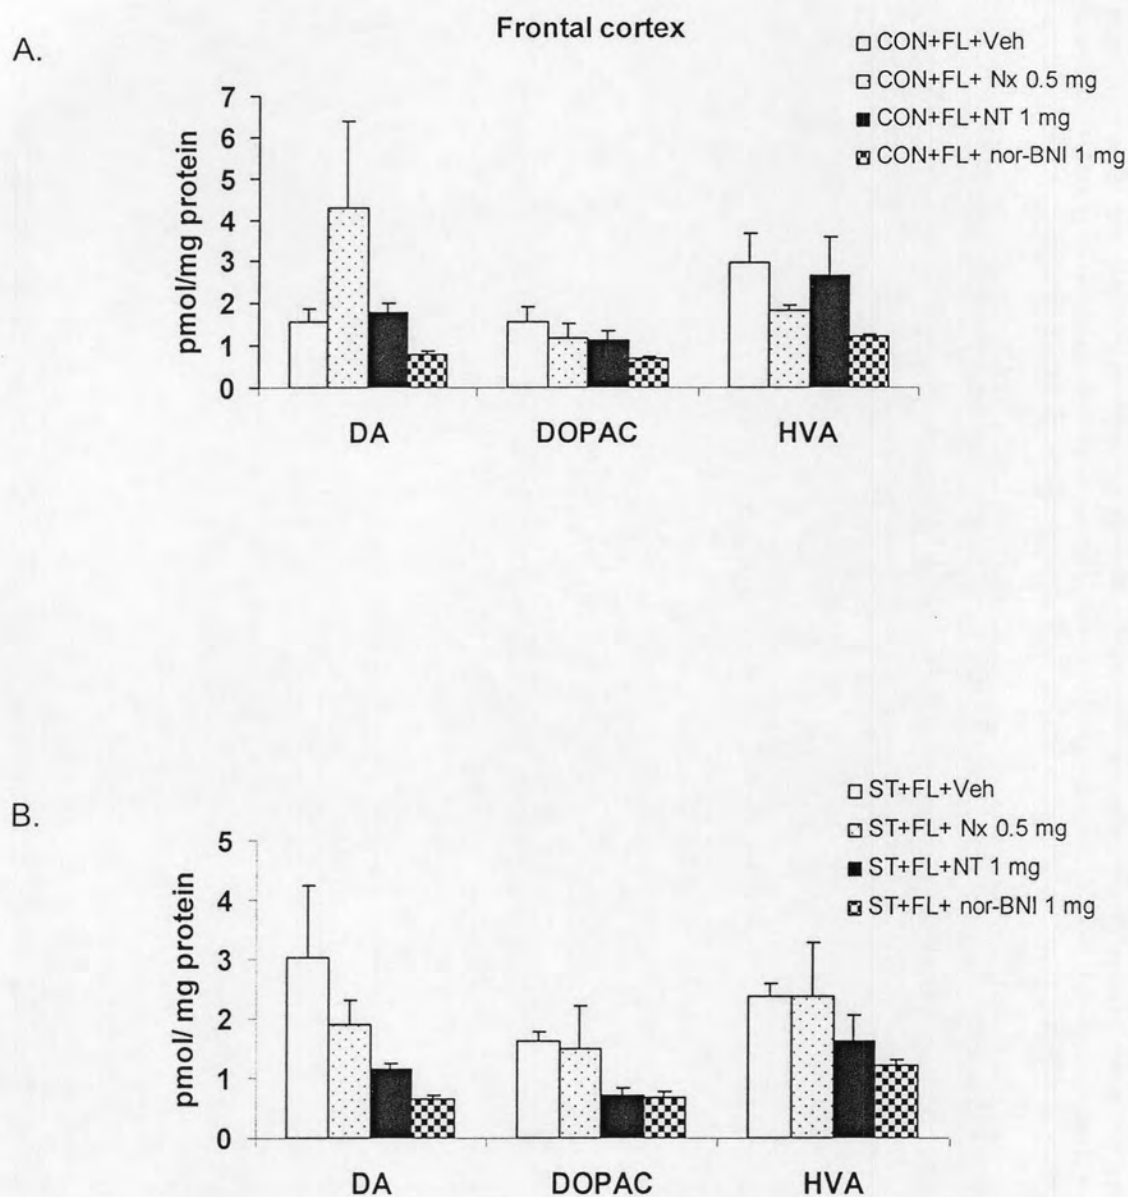 Frontal cortex
A.
CON+FL+Veh
CON+FL+ Nx 0.5 mg
CON+FL+NT 1 mg
CON+FL+ nor-BNI 1 mg
pmol/mg protein
7
6
5
4
3
2
1
0
DA DOPAC HVA
B.
ST+FL+Veh
ST+FL+ Nx 0.5 mg
ST+FL+NT 1 mg
ST+FL+ nor-BNI 1 mg
pmol/ mg protein
5
4
3
2
1
0
DA DOPAC HVA